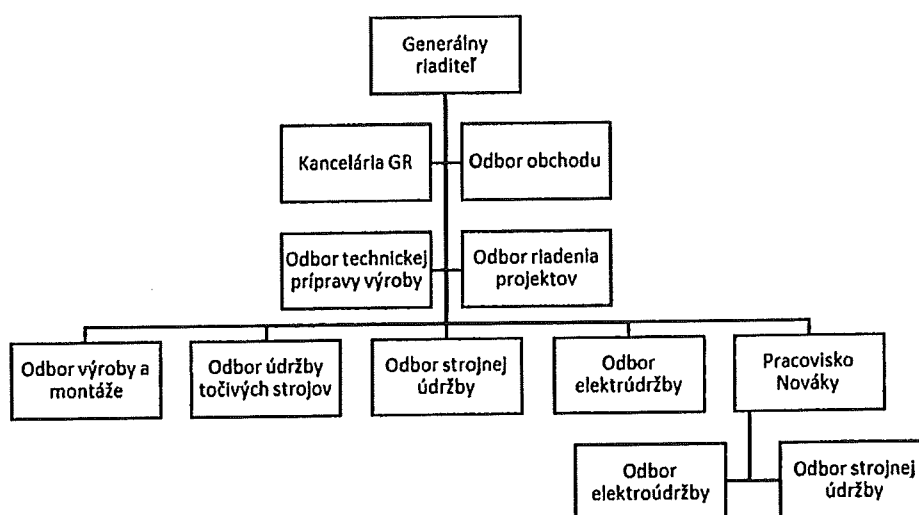 Generálny
riaditeľ
Kancelária GR
Odbor obchodu
Odbor technickej
prípravy výroby
Odbor riadenia
projektov
Odbor výroby a
montáže
Odbor údržby
točivých strojov
Odbor strojnej
údržby
Odbor
elektrúdržby
Pracovisko
Nováky
Odbor
elektroúdržby
Odbor strojnej
údržby